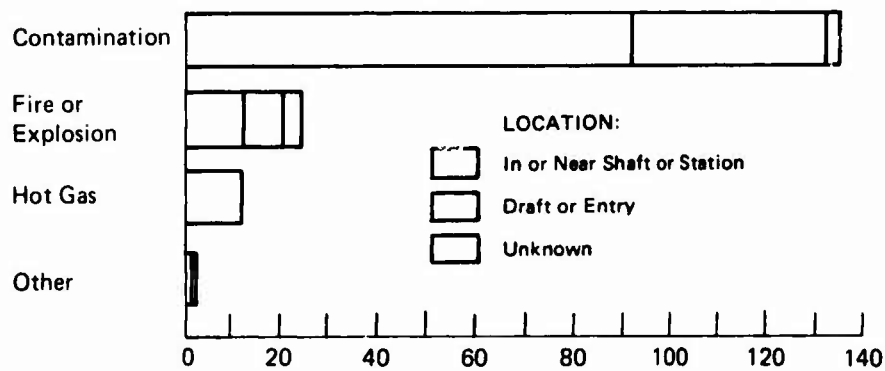 Contamination
Fire or
Explosion
Hot Gas
Other
LOCATION:
In or Near Shaft or Station
Draft or Entry
Unknown
0 20 40 60 80 100 120 140